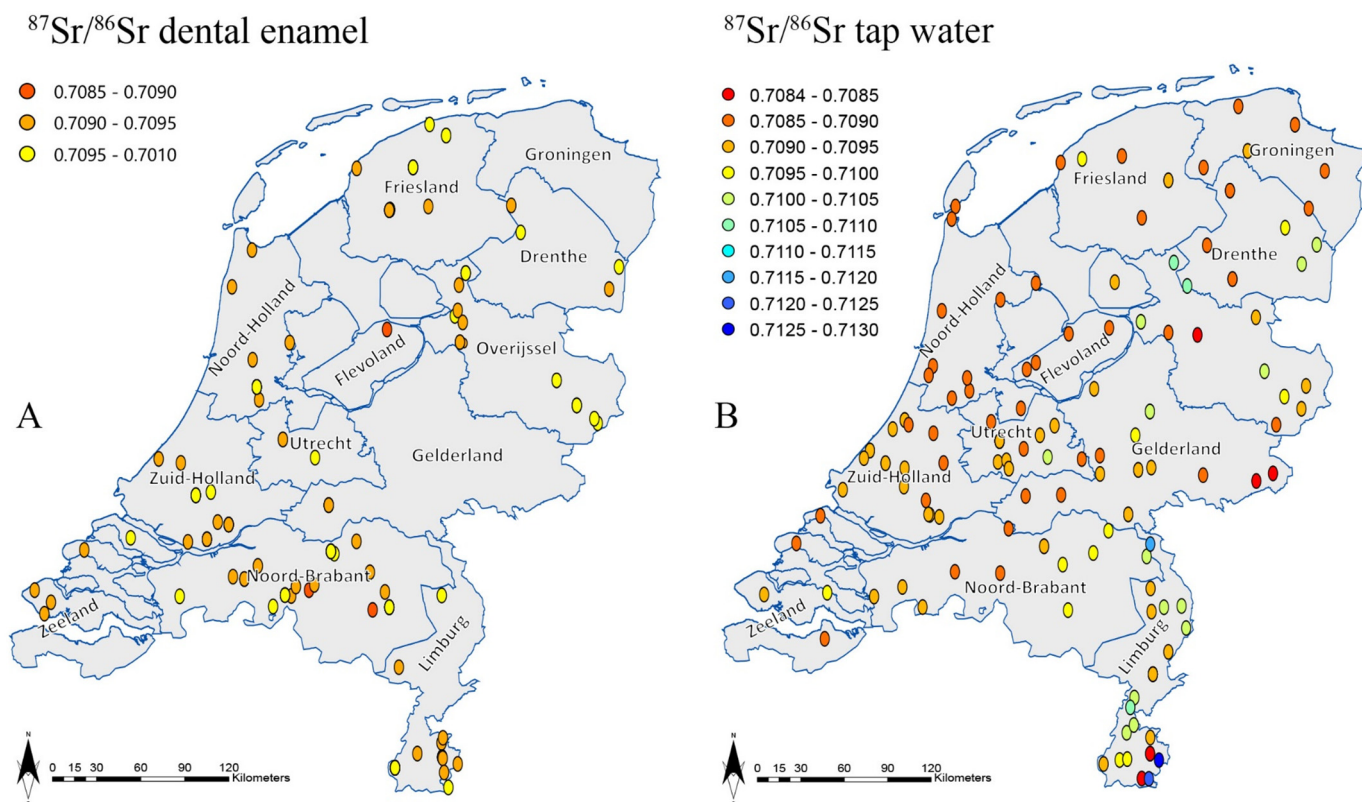 ⁸⁷Sr/⁸⁶Sr dental enamel
0.7085 - 0.7090
0.7090 - 0.7095
0.7095 - 0.7010
Groningen
Friesland
Drenthe
Noord-Holland
Flevoland
Overijssel
A
Utrecht
Gelderland
Zuid-Holland
Noord-Brabant
Zeeland
Limburg
N
0 15 30 60 90 120
Kilometers
⁸⁷Sr/⁸⁶Sr tap water
0.7084 - 0.7085
0.7085 - 0.7090
0.7090 - 0.7095
0.7095 - 0.7100
0.7100 - 0.7105
0.7105 - 0.7110
0.7110 - 0.7115
0.7115 - 0.7120
0.7120 - 0.7125
0.7125 - 0.7130
Groningen
Friesland
Drenthe
Noord-Holland
Flevoland
Overijssel
B
Utrecht
Gelderland
Zuid-Holland
Noord-Brabant
Zeeland
Limburg
N
0 15 30 60 90 120
Kilometers